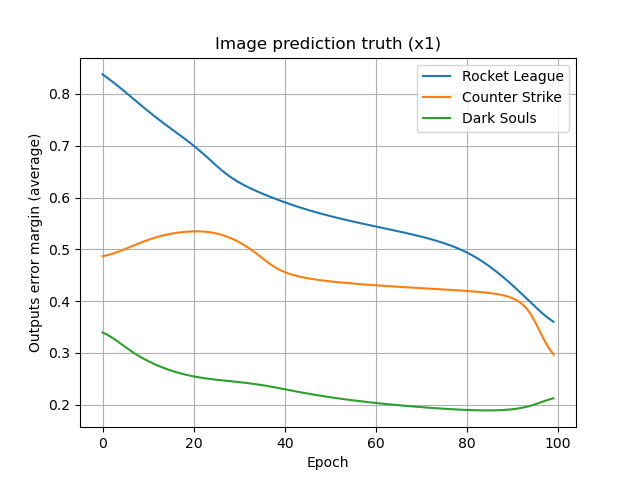 Image prediction truth (x1)
Rocket League
Counter Strike
Dark Souls
Outputs error margin (average)
0.8
0.7
0.6
0.5
0.4
0.3
0.2
0 20 40 60 80 100
Epoch